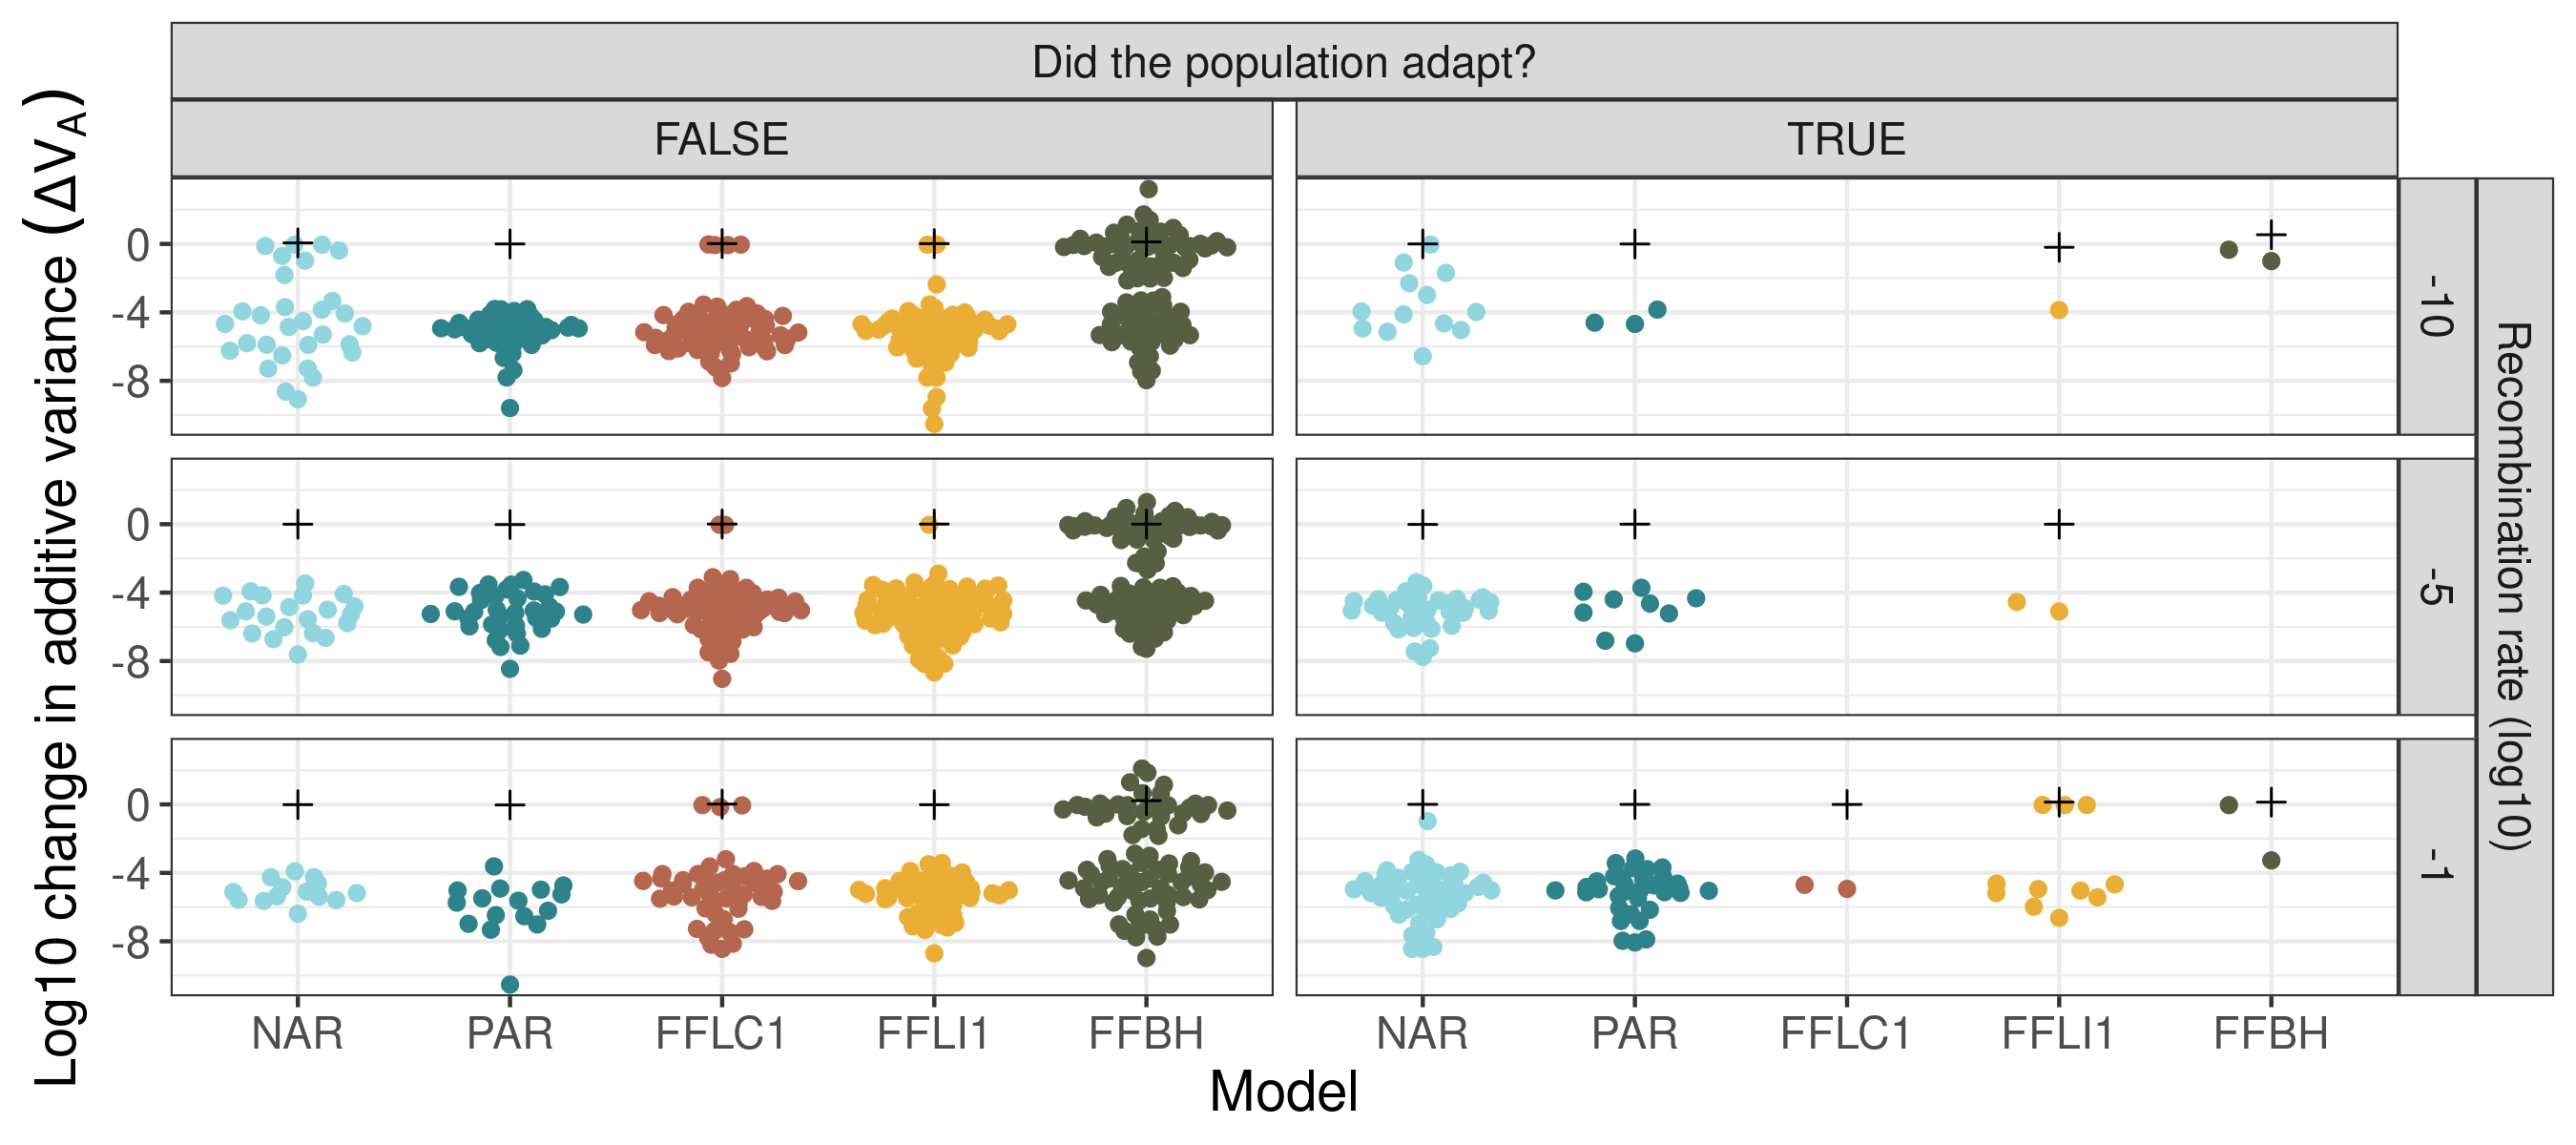 Did the population adapt?
FALSE
TRUE
Log10 change in additive variance (ΔVA)
0
-4
-8
-10
0
-4
-8
-5
0
-4
-8
-1
Recombination rate (log10)
NAR
PAR
FFLC1
FFLI1
FFBH
NAR
PAR
FFLC1
FFLI1
FFBH
Model